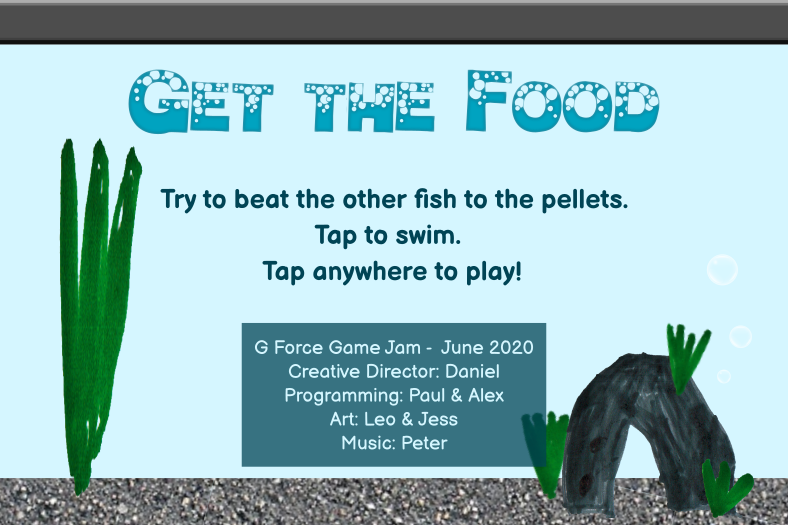 Get the Food
Try to beat the other fish to the pellets.
Tap to swim.
Tap anywhere to play!
G Force Game Jam - June 2020
Creative Director: Daniel
Programming: Paul & Alex
Art: Leo & Jess
Music: Peter